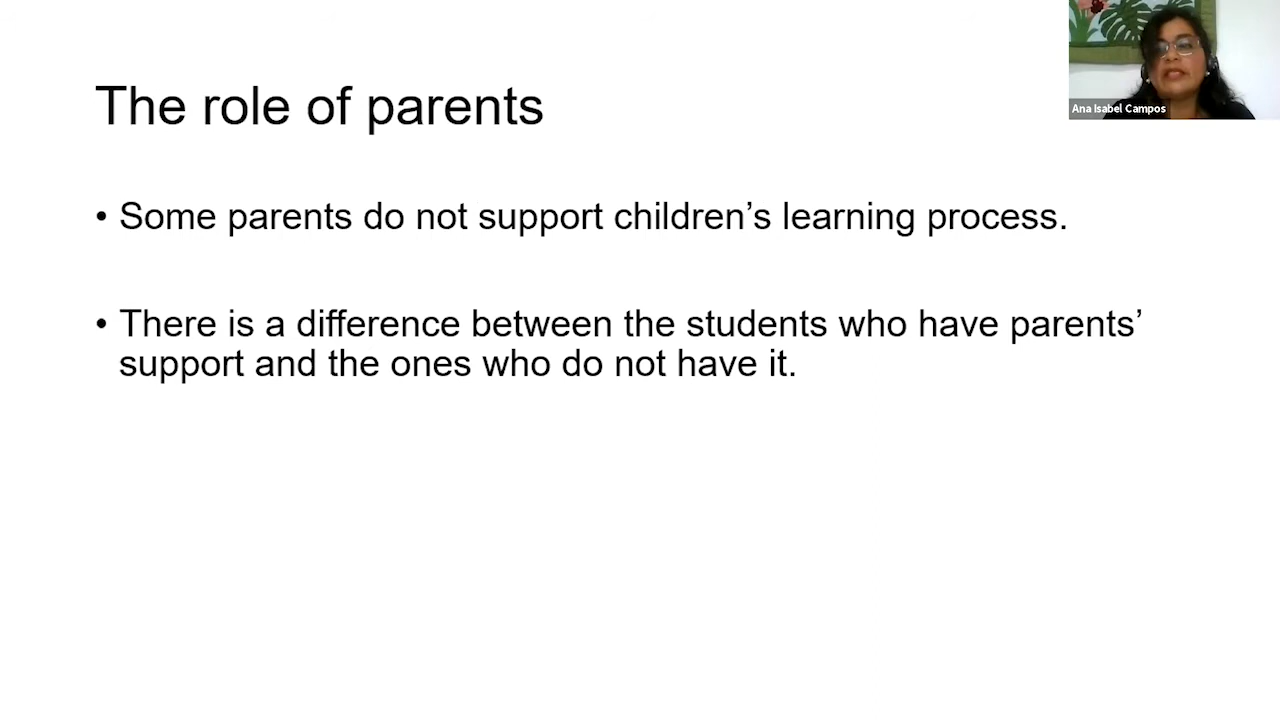 The role of parents
Ana Isabel Campos
• Some parents do not support children’s learning process.
• There is a difference between the students who have parents’
support and the ones who do not have it.